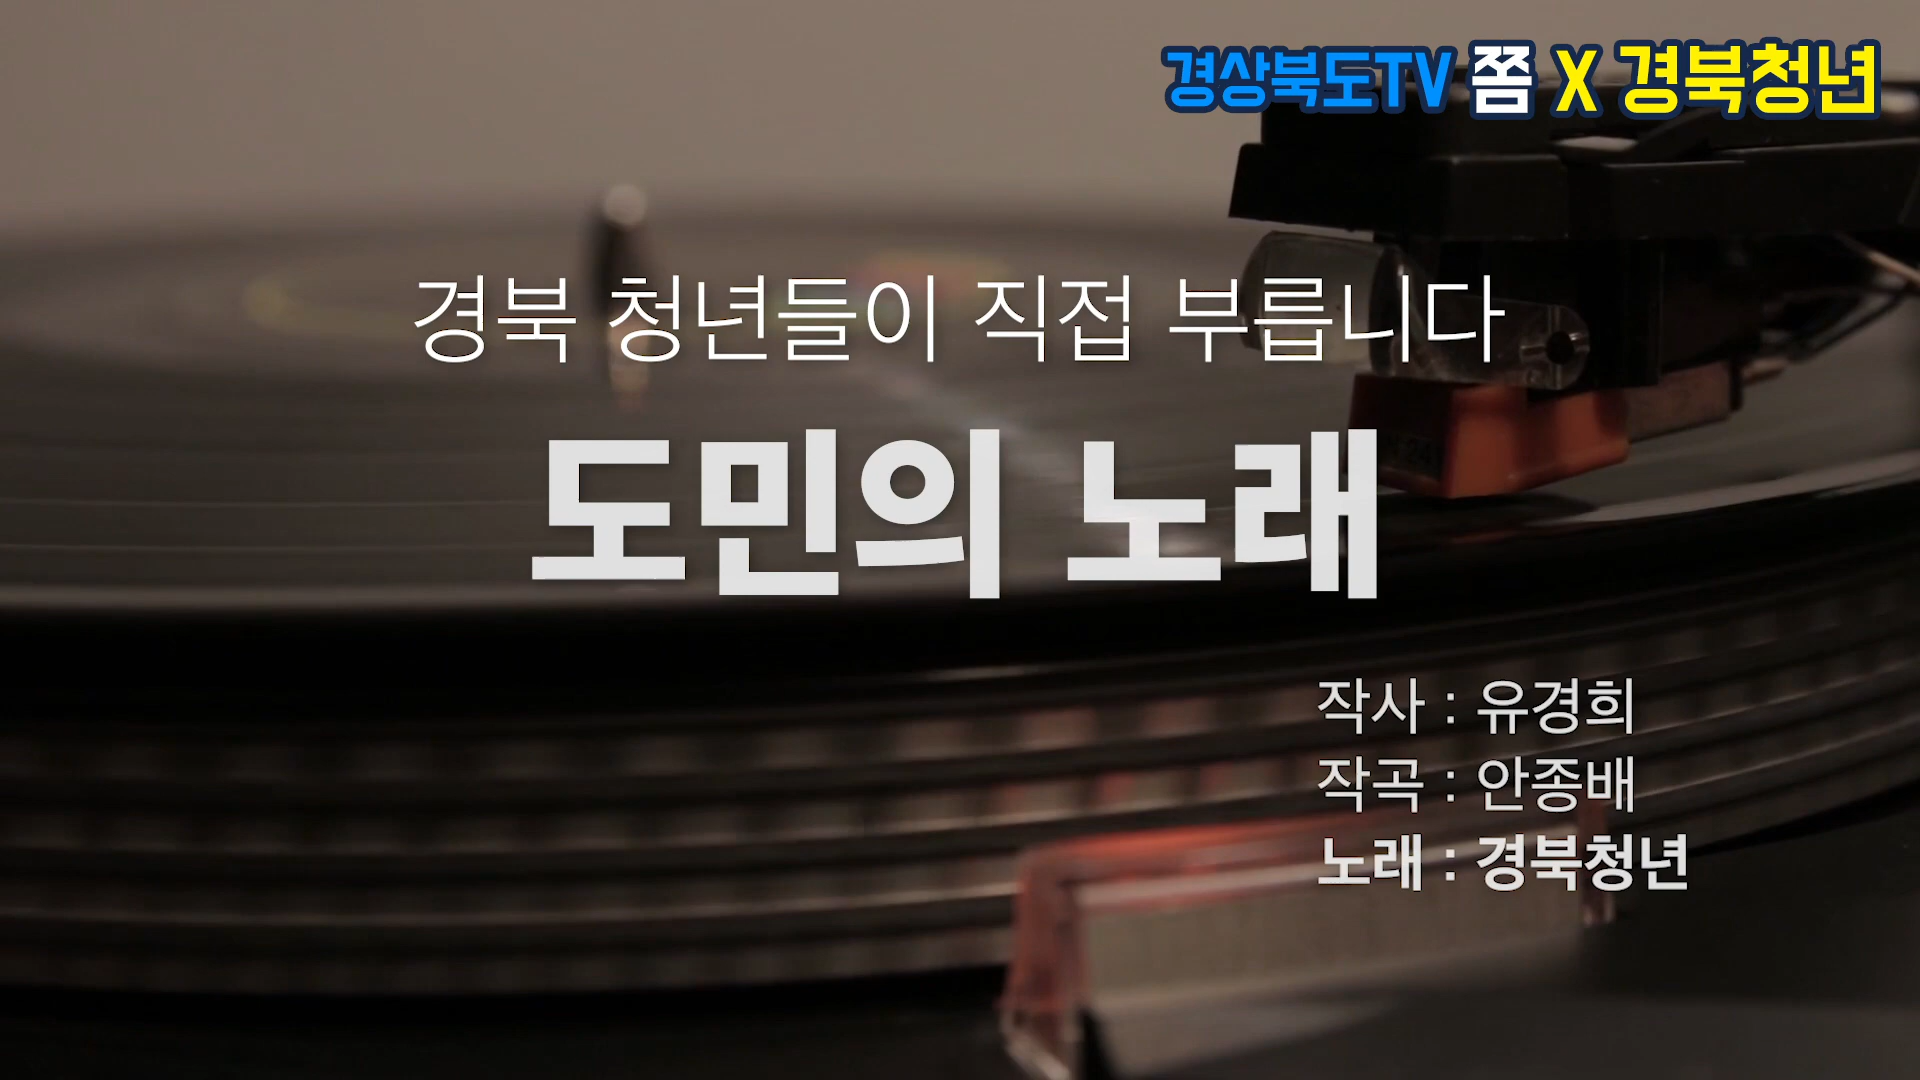 경상북도TV 쫌 X 경북청년
경북 청년들이 직접 부릅니다
도민의 노래
작사 : 유경희
작곡 : 안종배
노래 : 경북청년